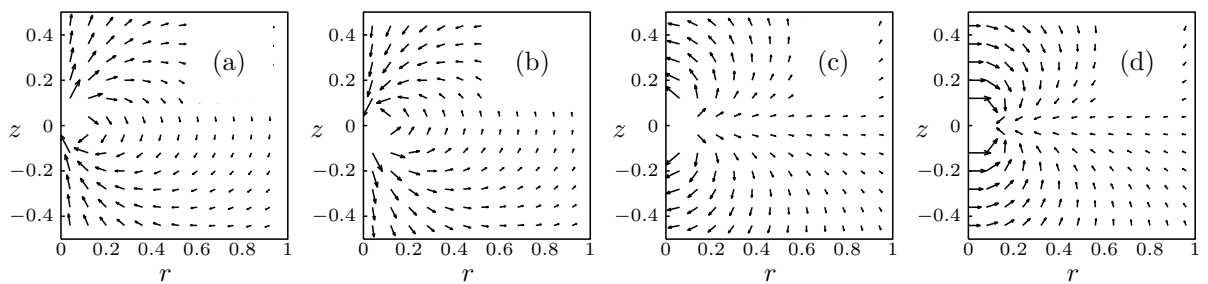 (a) (b) (c) (d)
0.4 0.4 0.4 0.4
0.2 0.2 0.2 0.2
z 0 z 0 z 0 z 0
−0.2 −0.2 −0.2 −0.2
−0.4 −0.4 −0.4 −0.4
0 0.2 0.4 0.6 0.8 1 0 0.2 0.4 0.6 0.8 1 0 0.2 0.4 0.6 0.8 1 0 0.2 0.4 0.6 0.8 1
r r r r